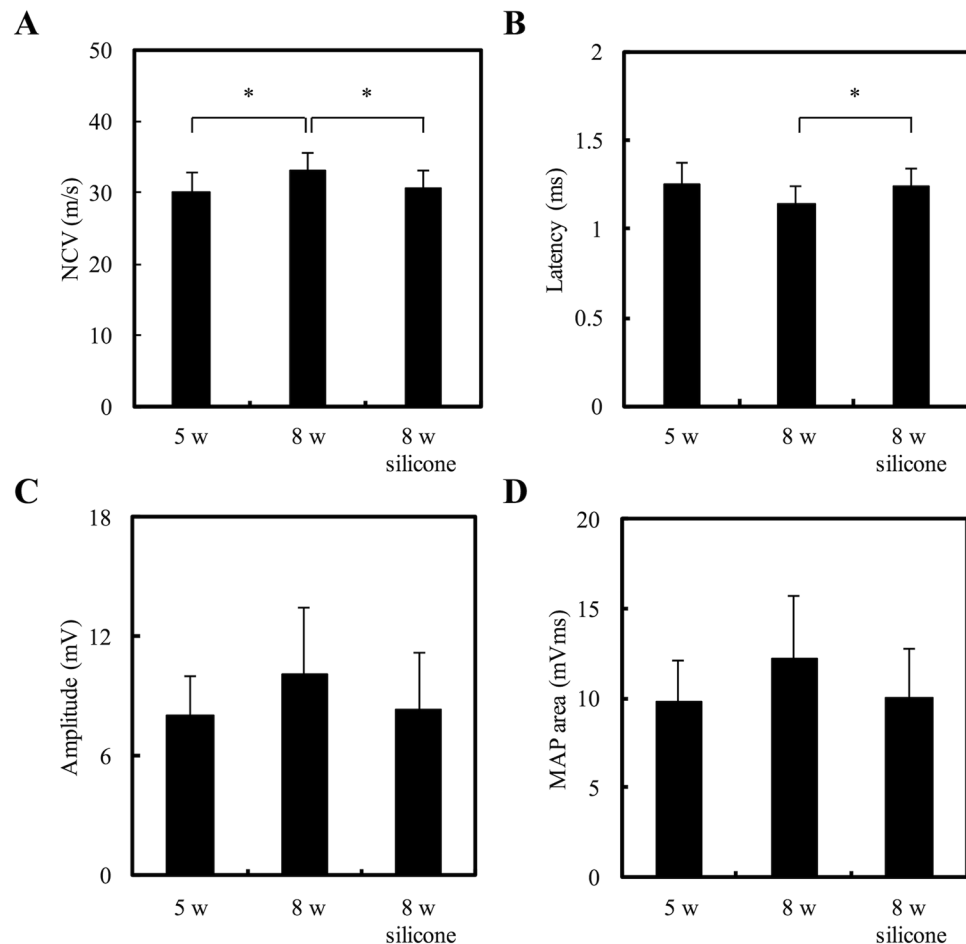 A
NCV (m/s)
50
40
30
20
10
0
*
*
5 w
8 w
8 w
silicone
B
Latency (ms)
2
1.5
1
0.5
0
*
5 w
8 w
8 w
silicone
C
Amplitude (mV)
18
12
6
0
5 w
8 w
8 w
silicone
D
MAP area (mVms)
20
15
10
5
0
5 w
8 w
8 w
silicone